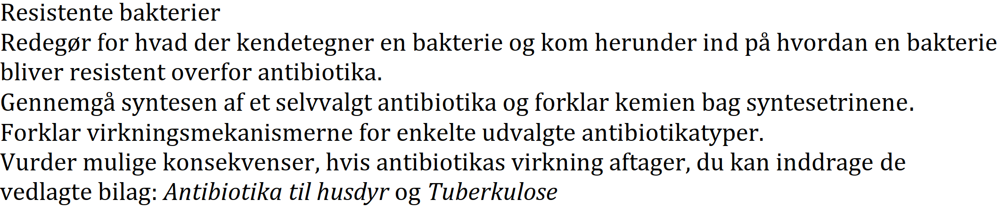 Resistente bakterier
Redegør for hvad der kendetegner en bakterie og kom herunder ind på hvordan en bakterie
bliver resistent overfor antibiotika.
Gennemgå syntesen af et selvvalgt antibiotika og forklar kemien bag syntesetrinene.
Forklar virkningsmekanismerne for enkelte udvalgte antibiotikatyper.
Vurder mulige konsekvenser, hvis antibiotikas virkning aftager, du kan inddrage de
vedlagte bilag: Antibiotika til husdyr og Tuberkulose